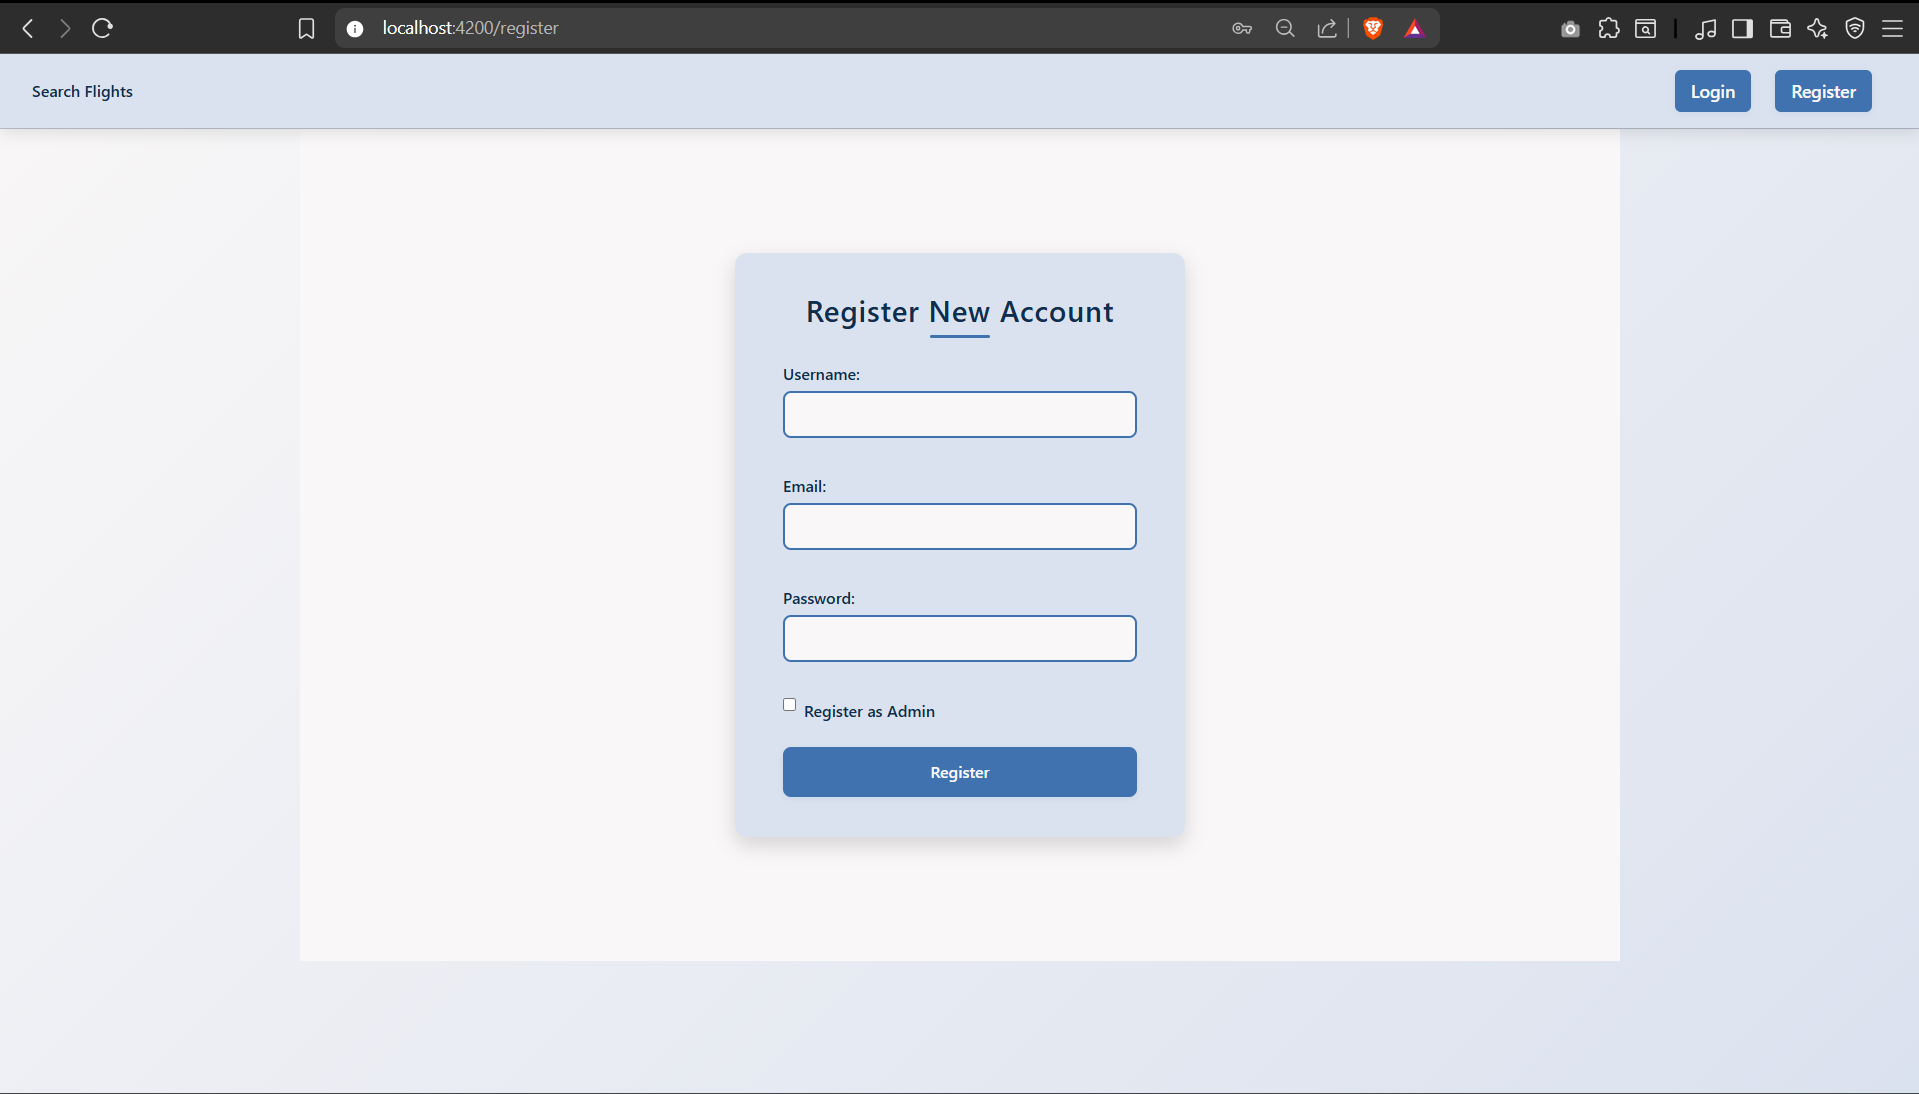 localhost:4200/register
Search Flights
Login
Register
Register New Account
Username:
Email:
Password:
Register as Admin
Register